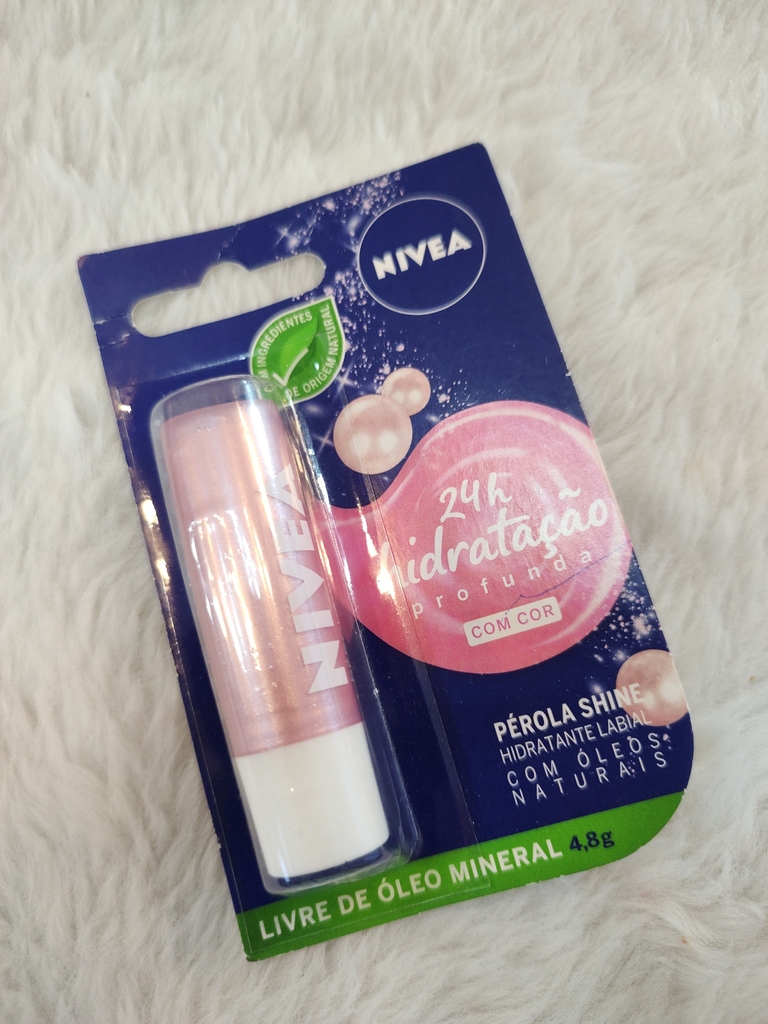 NIVEA
COM INGREDIENTES
DE ORIGEM NATURAL
NIVEA
24h
hidratação
profunda
COM COR
PÉROLA SHINE
HIDRATANTE LABIAL
COM ÓLEOS
NATURAIS
LIVRE DE ÓLEO MINERAL 4,8g